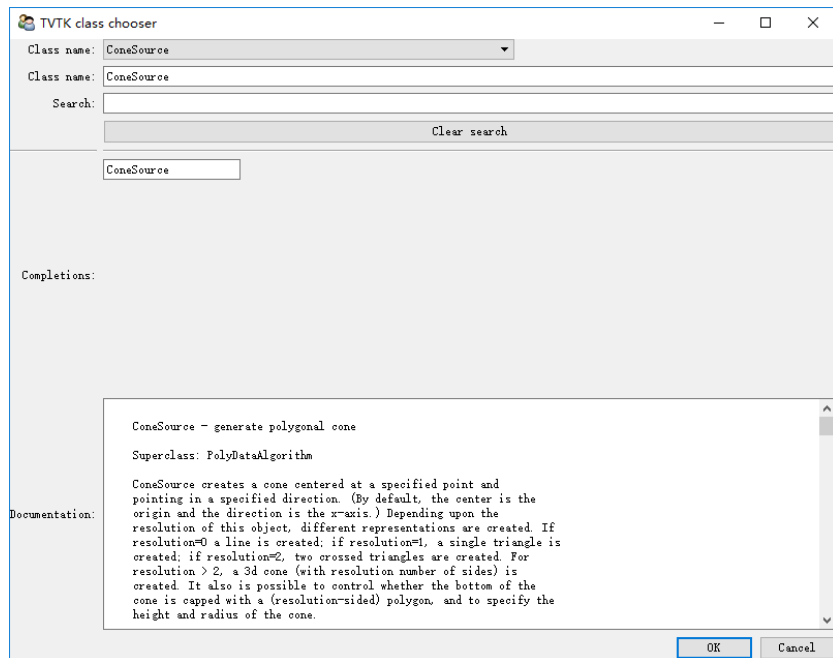 TVTK class chooser
Class name: ConeSource
Class name: ConeSource
Search:
Clear search
ConeSource
Completions:
ConeSource - generate polygonal cone
Superclass: PolyDataAlgorithm
ConeSource creates a cone centered at a specified point and
pointing in a specified direction. (By default, the center is the
origin and the direction is the x-axis.) Depending upon the
Documentation:
resolution of this object, different representations are created. If
resolution=0 a line is created; if resolution=1, a single triangle is
created; if resolution=2, two crossed triangles are created. For
resolution > 2, a 3d cone (with resolution number of sides) is
created. It also is possible to control whether the bottom of the
cone is capped with a (resolution-sided) polygon, and to specify the
height and radius of the cone.
OK Cancel